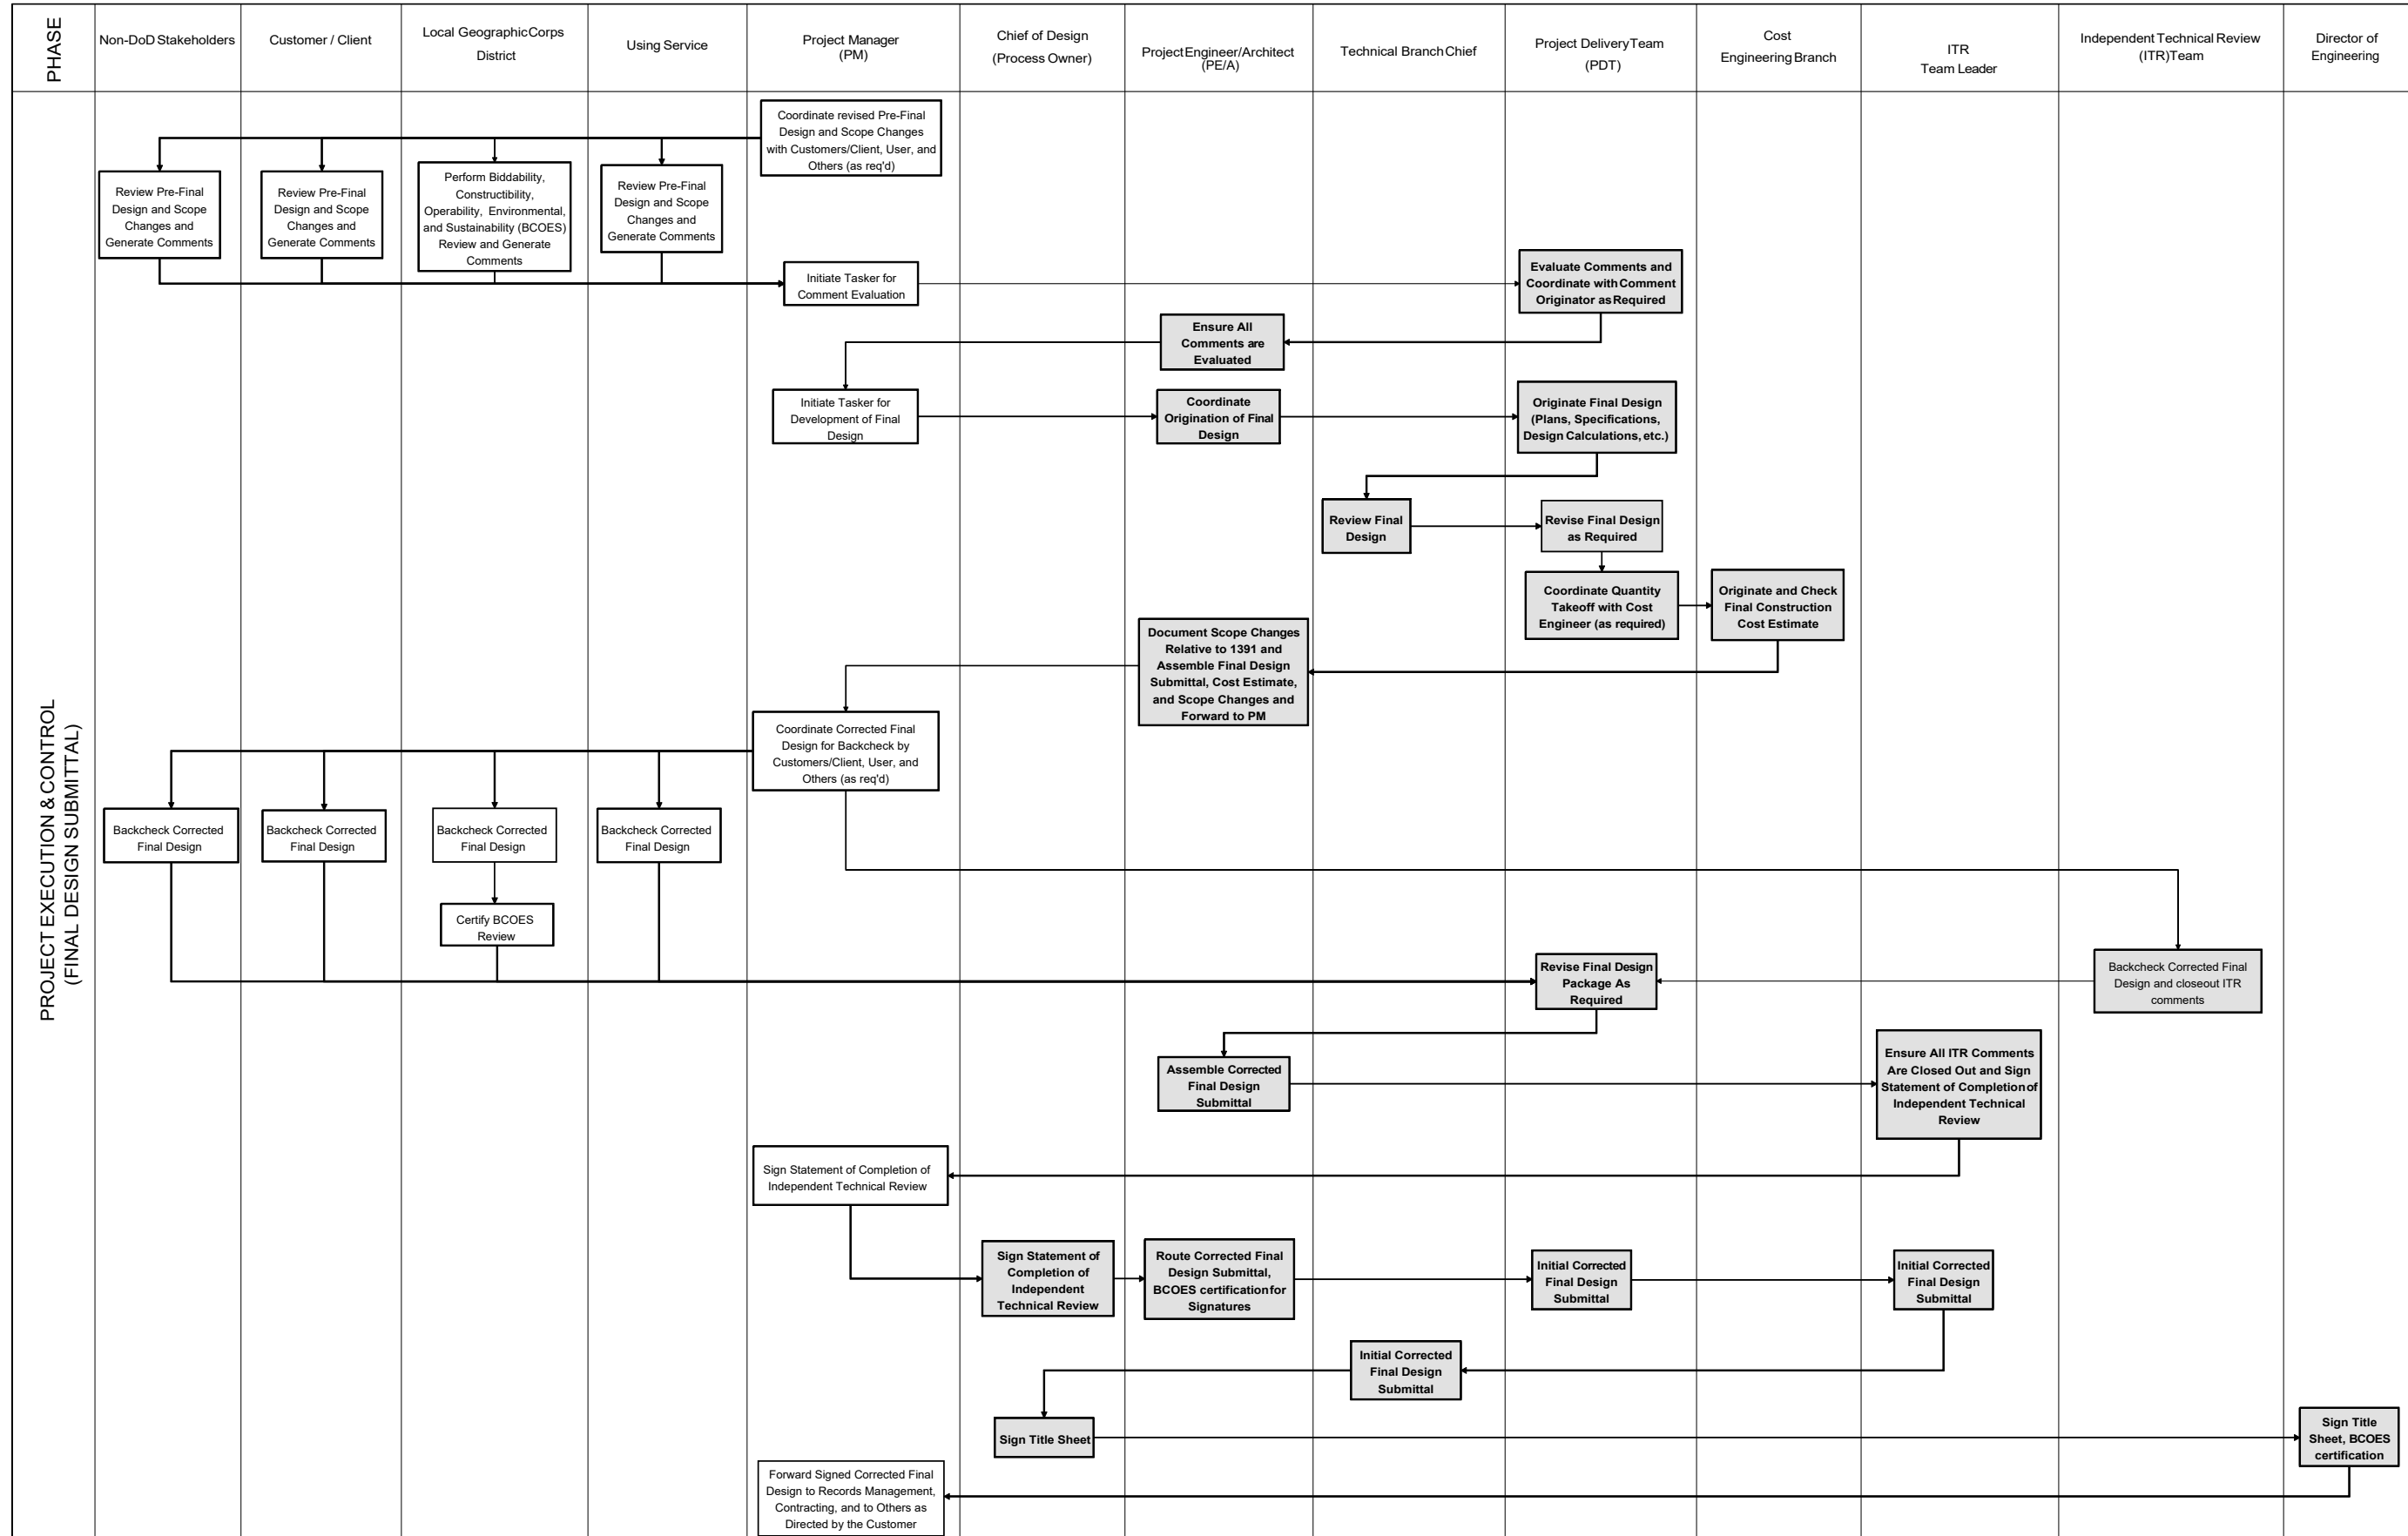 PHASE
Non-DoD Stakeholders
Customer / Client
Local Geographic Corps
District
Using Service
Project Manager
(PM)
Chief of Design
(Process Owner)
Project Engineer/Architect
(PE/A)
Technical Branch Chief
Project Delivery Team
(PDT)
Cost
Engineering Branch
ITR
Team Leader
Independent Technical Review
(ITR)Team
Director of
Engineering
PROJECT EXECUTION & CONTROL
(FINAL DESIGN SUBMITTAL)
Coordinate revised Pre-Final
Design and Scope Changes
with Customers/Client, User, and
Others (as req'd)
Review Pre-Final
Design and Scope
Changes and
Generate Comments
Review Pre-Final
Design and Scope
Changes and
Generate Comments
Perform Biddability,
Constructibility,
Operability, Environmental,
and Sustainability (BCOES)
Review and Generate
Comments
Review Pre-Final
Design and Scope
Changes and
Generate Comments
Initiate Tasker for
Comment Evaluation
Evaluate Comments and
Coordinate with Comment
Originator as Required
Ensure All
Comments are
Evaluated
Initiate Tasker for
Development of Final
Design
Coordinate
Origination of Final
Design
Originate Final Design
(Plans, Specifications,
Design Calculations, etc.)
Review Final
Design
Revise Final Design
as Required
Coordinate Quantity
Takeoff with Cost
Engineer (as required)
Originate and Check
Final Construction
Cost Estimate
Document Scope Changes
Relative to 1391 and
Assemble Final Design
Submittal, Cost Estimate,
and Scope Changes and
Forward to PM
Coordinate Corrected Final
Design for Backcheck by
Customers/Client, User, and
Others (as req'd)
Backcheck Corrected
Final Design
Backcheck Corrected
Final Design
Backcheck Corrected
Final Design
Backcheck Corrected
Final Design
Certify BCOES
Review
Revise Final Design
Package As
Required
Backcheck Corrected Final
Design and closeout ITR
comments
Assemble Corrected
Final Design
Submittal
Ensure All ITR Comments
Are Closed Out and Sign
Statement of Completion of
Independent Technical
Review
Sign Statement of Completion of
Independent Technical Review
Sign Statement of
Completion of
Independent
Technical Review
Route Corrected Final
Design Submittal,
BCOES certification for
Signatures
Initial Corrected
Final Design
Submittal
Initial Corrected
Final Design
Submittal
Initial Corrected
Final Design
Submittal
Sign Title Sheet
Sign Title
Sheet, BCOES
certification
Forward Signed Corrected Final
Design to Records Management,
Contracting, and to Others as
Directed by the Customer